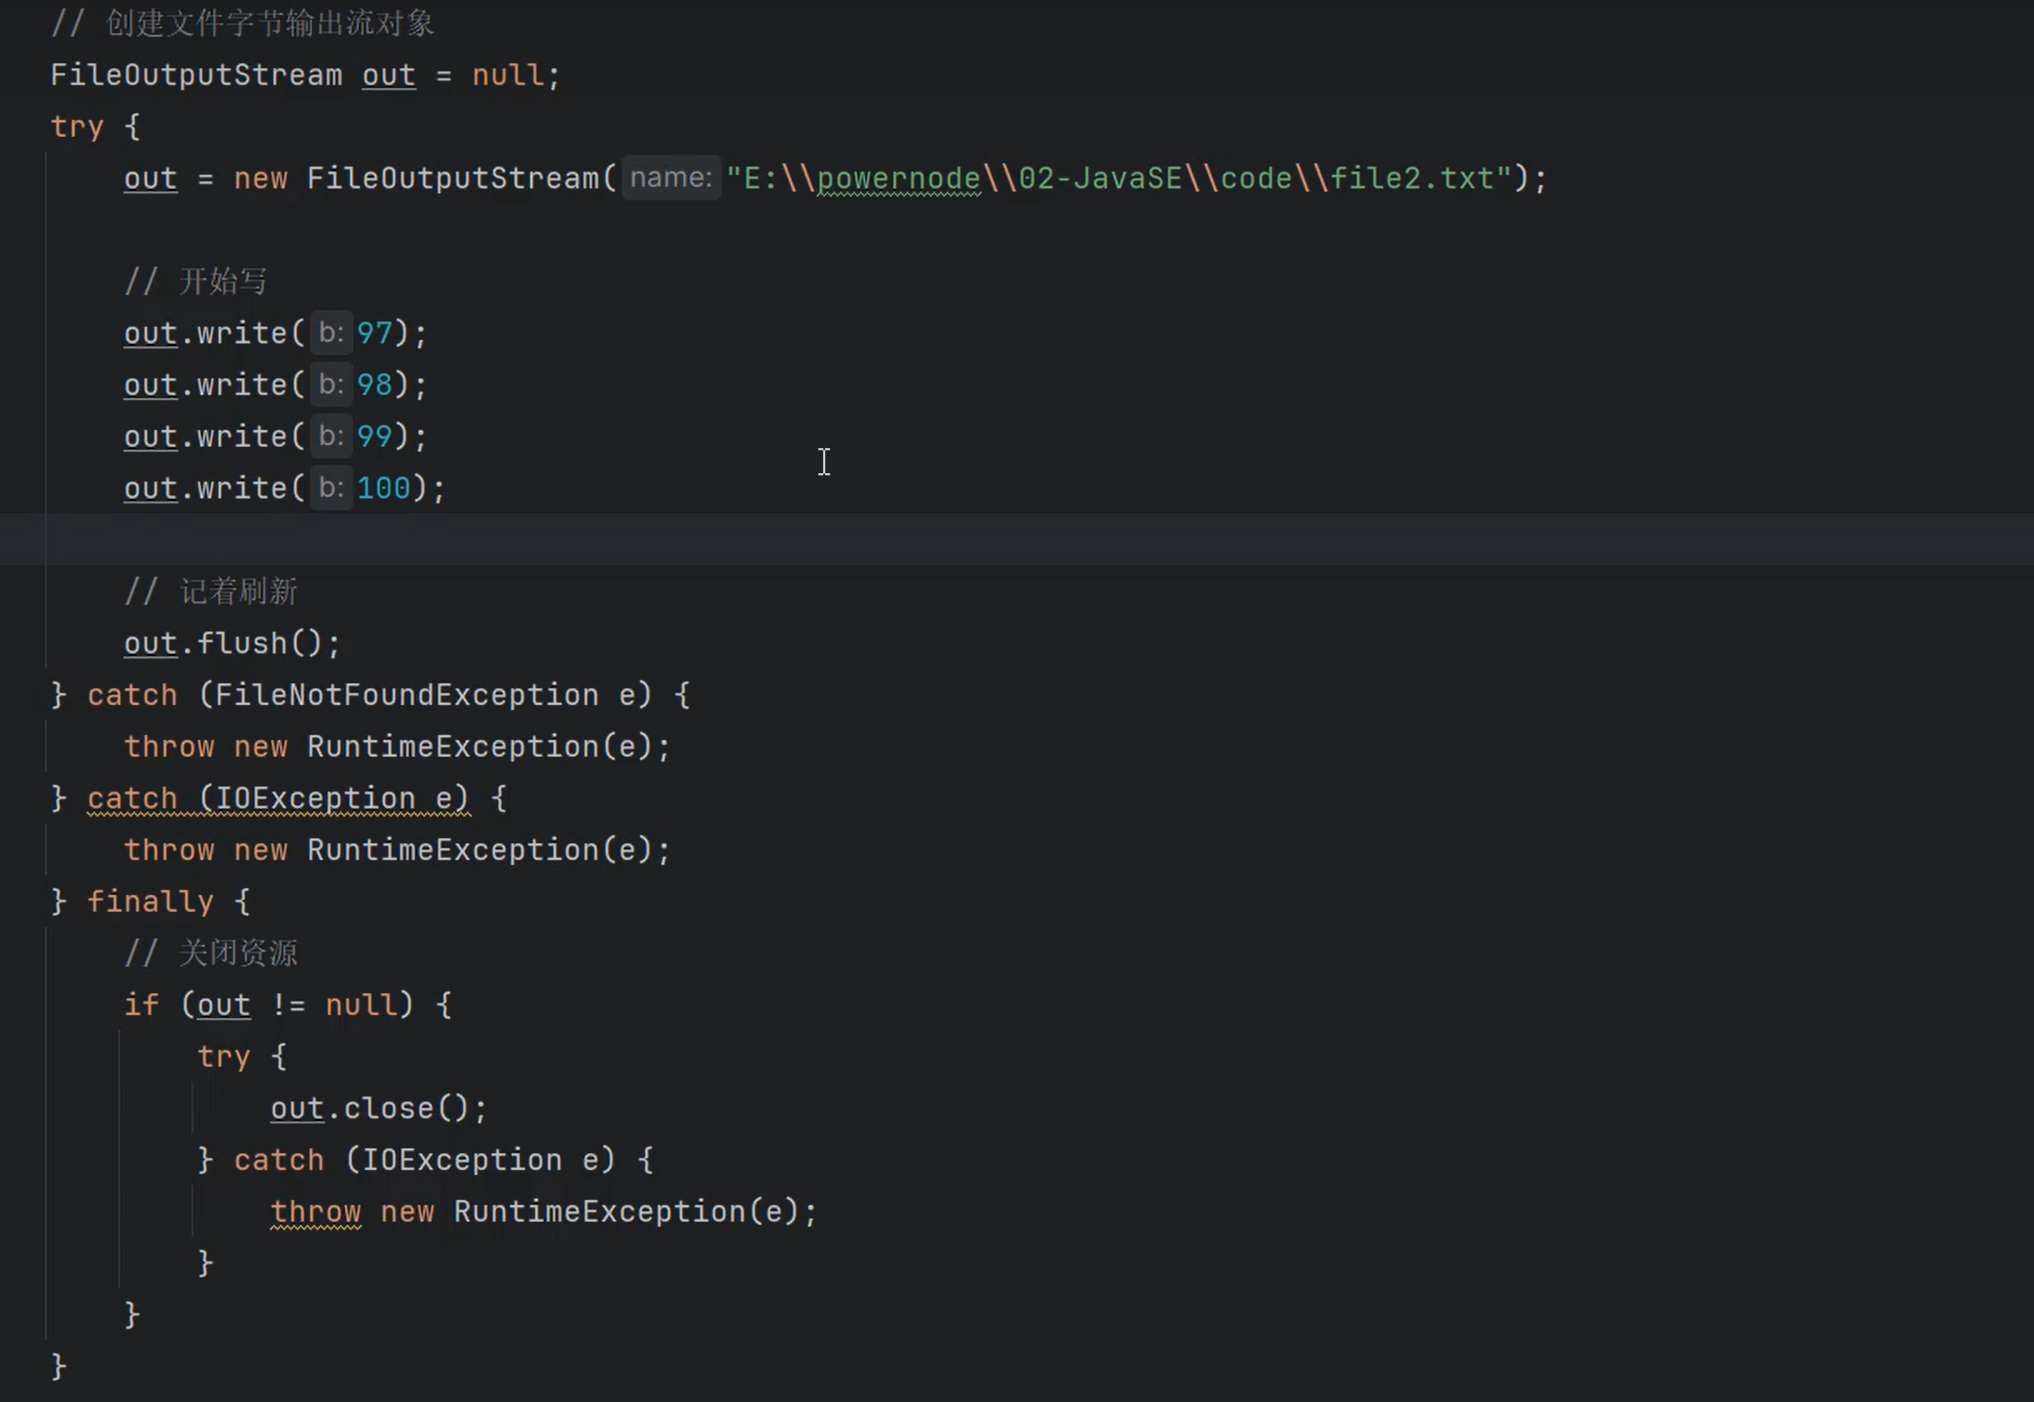 // 创建文件字节输出流对象
FileOutputStream out = null;
try {
out = new FileOutputStream( name: "E:\\powernode\\02-JavaSE\\code\\file2.txt");
// 开始写
out.write( b: 97);
out.write( b: 98);
out.write( b: 99);
out.write( b: 100);
// 记着刷新
out.flush();
} catch (FileNotFoundException e) {
throw new RuntimeException(e);
} catch (IOException e) {
throw new RuntimeException(e);
} finally {
// 关闭资源
if (out != null) {
try {
out.close();
} catch (IOException e) {
throw new RuntimeException(e);
}
}
}